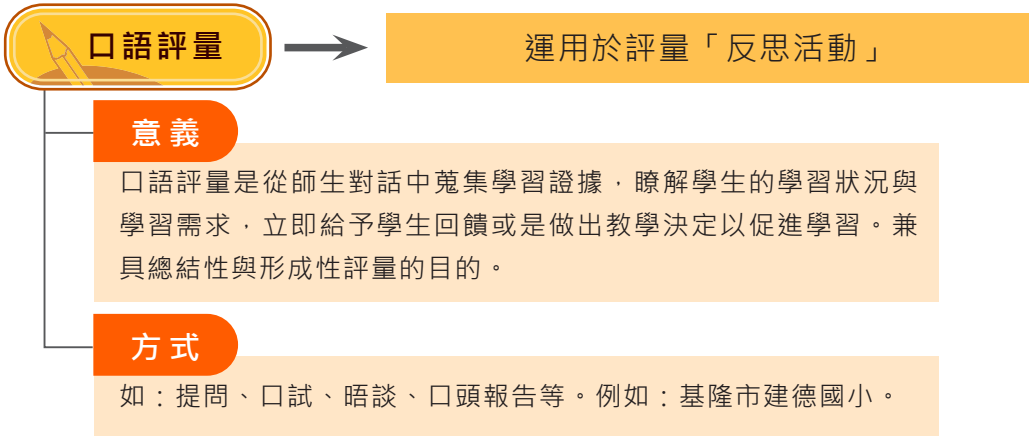 口語評量
運用於評量「反思活動」
意義
口語評量是從師生對話中蒐集學習證據，瞭解學生的學習狀況與
學習需求，立即給予學生回饋或是做出教學決定以促進學習。兼
具總結性與形成性評量的目的。
方式
如：提問、口試、晤談、口頭報告等。例如：基隆市建德國小。